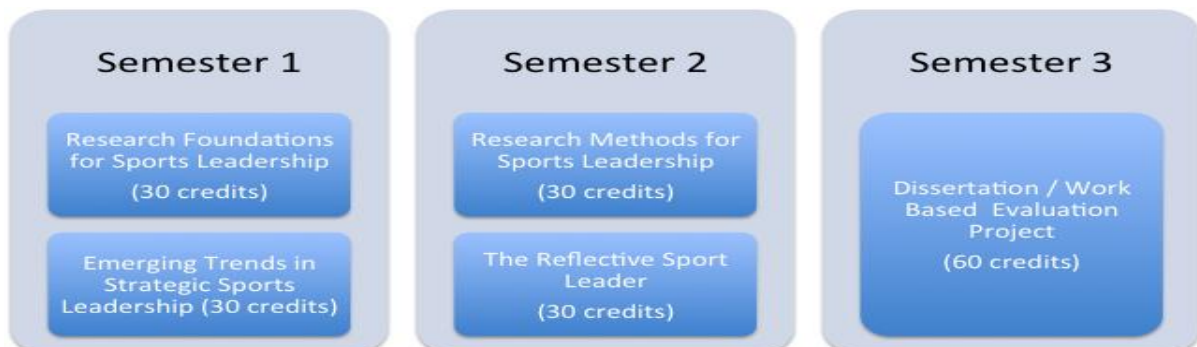 Semester 1
Research Foundations
for Sports Leadership
(30 credits)
Emerging Trends in
Strategic Sports
Leadership (30 credits)
Semester 2
Research Methods for
Sports Leadership
(30 credits)
The Reflective Sport
Leader
(30 credits)
Semester 3
Dissertation / Work
Based Evaluation
Project
(60 credits)